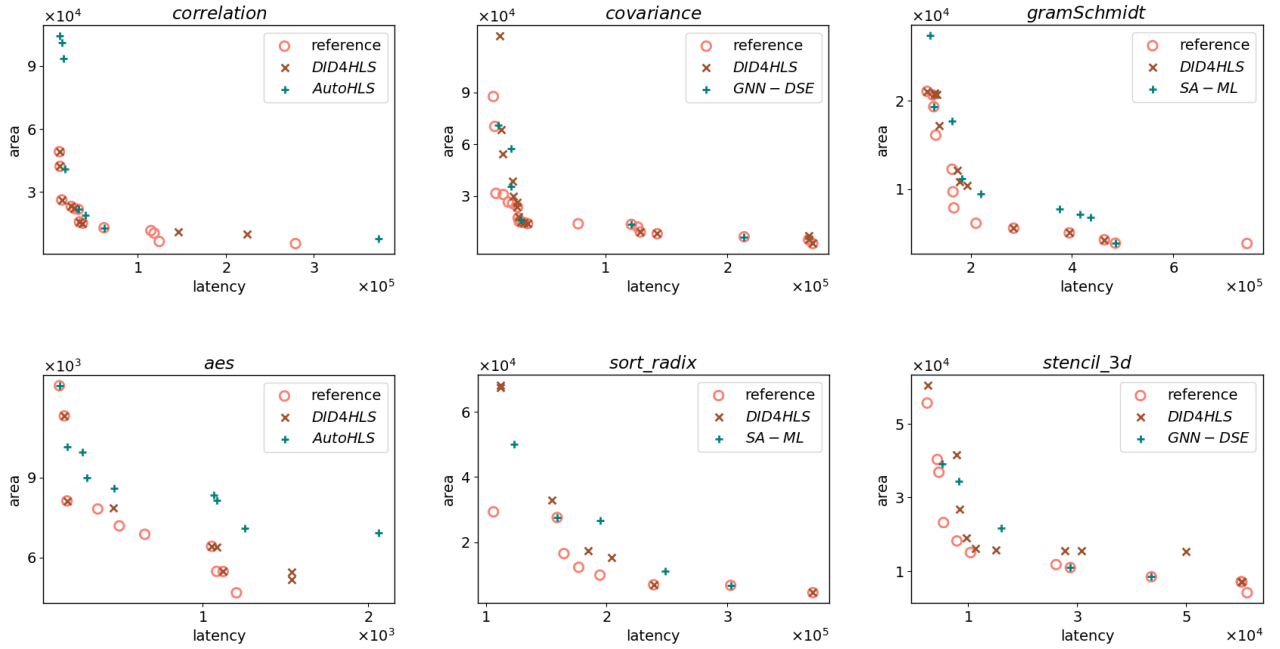 correlation
×10⁴
area
9
6
3
reference
DID4HLS
AutoHLS
1
2
3
latency
×10⁵
covariance
×10⁴
area
9
6
3
reference
DID4HLS
GNN − DSE
1
2
latency
×10⁵
gramSchmidt
×10⁴
area
2
1
reference
DID4HLS
SA − ML
2
4
6
latency
×10⁵
aes
×10³
area
9
6
reference
DID4HLS
AutoHLS
1
2
latency
×10³
sort_radix
×10⁴
area
6
4
2
reference
DID4HLS
SA − ML
1
2
3
latency
×10⁵
stencil_3d
×10⁴
area
5
3
1
reference
DID4HLS
GNN − DSE
1
3
5
latency
×10⁴